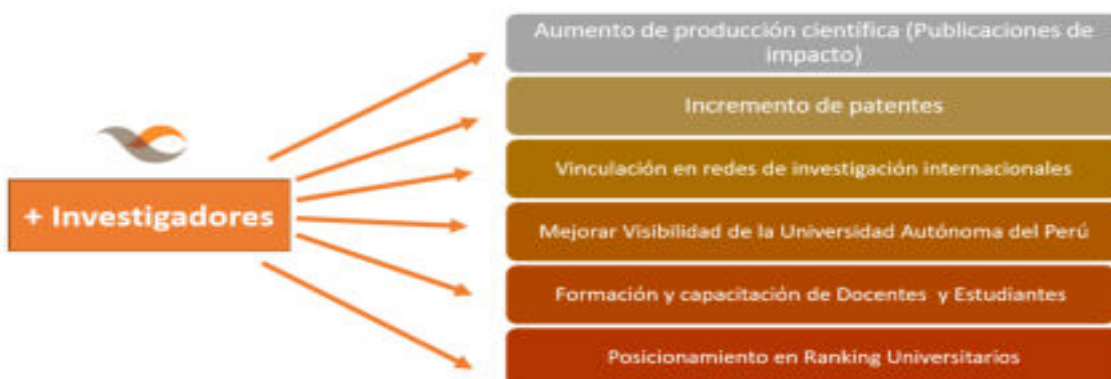 Aumento de producción científica (Publicaciones de
impacto)
Incremento de patentes
Vinculación en redes de investigación internacionales
+ Investigadores
Mejorar Visibilidad de la Universidad Autónoma del Perú
Formación y capacitación de Docentes y Estudiantes
Posicionamiento en Ranking Universitarios